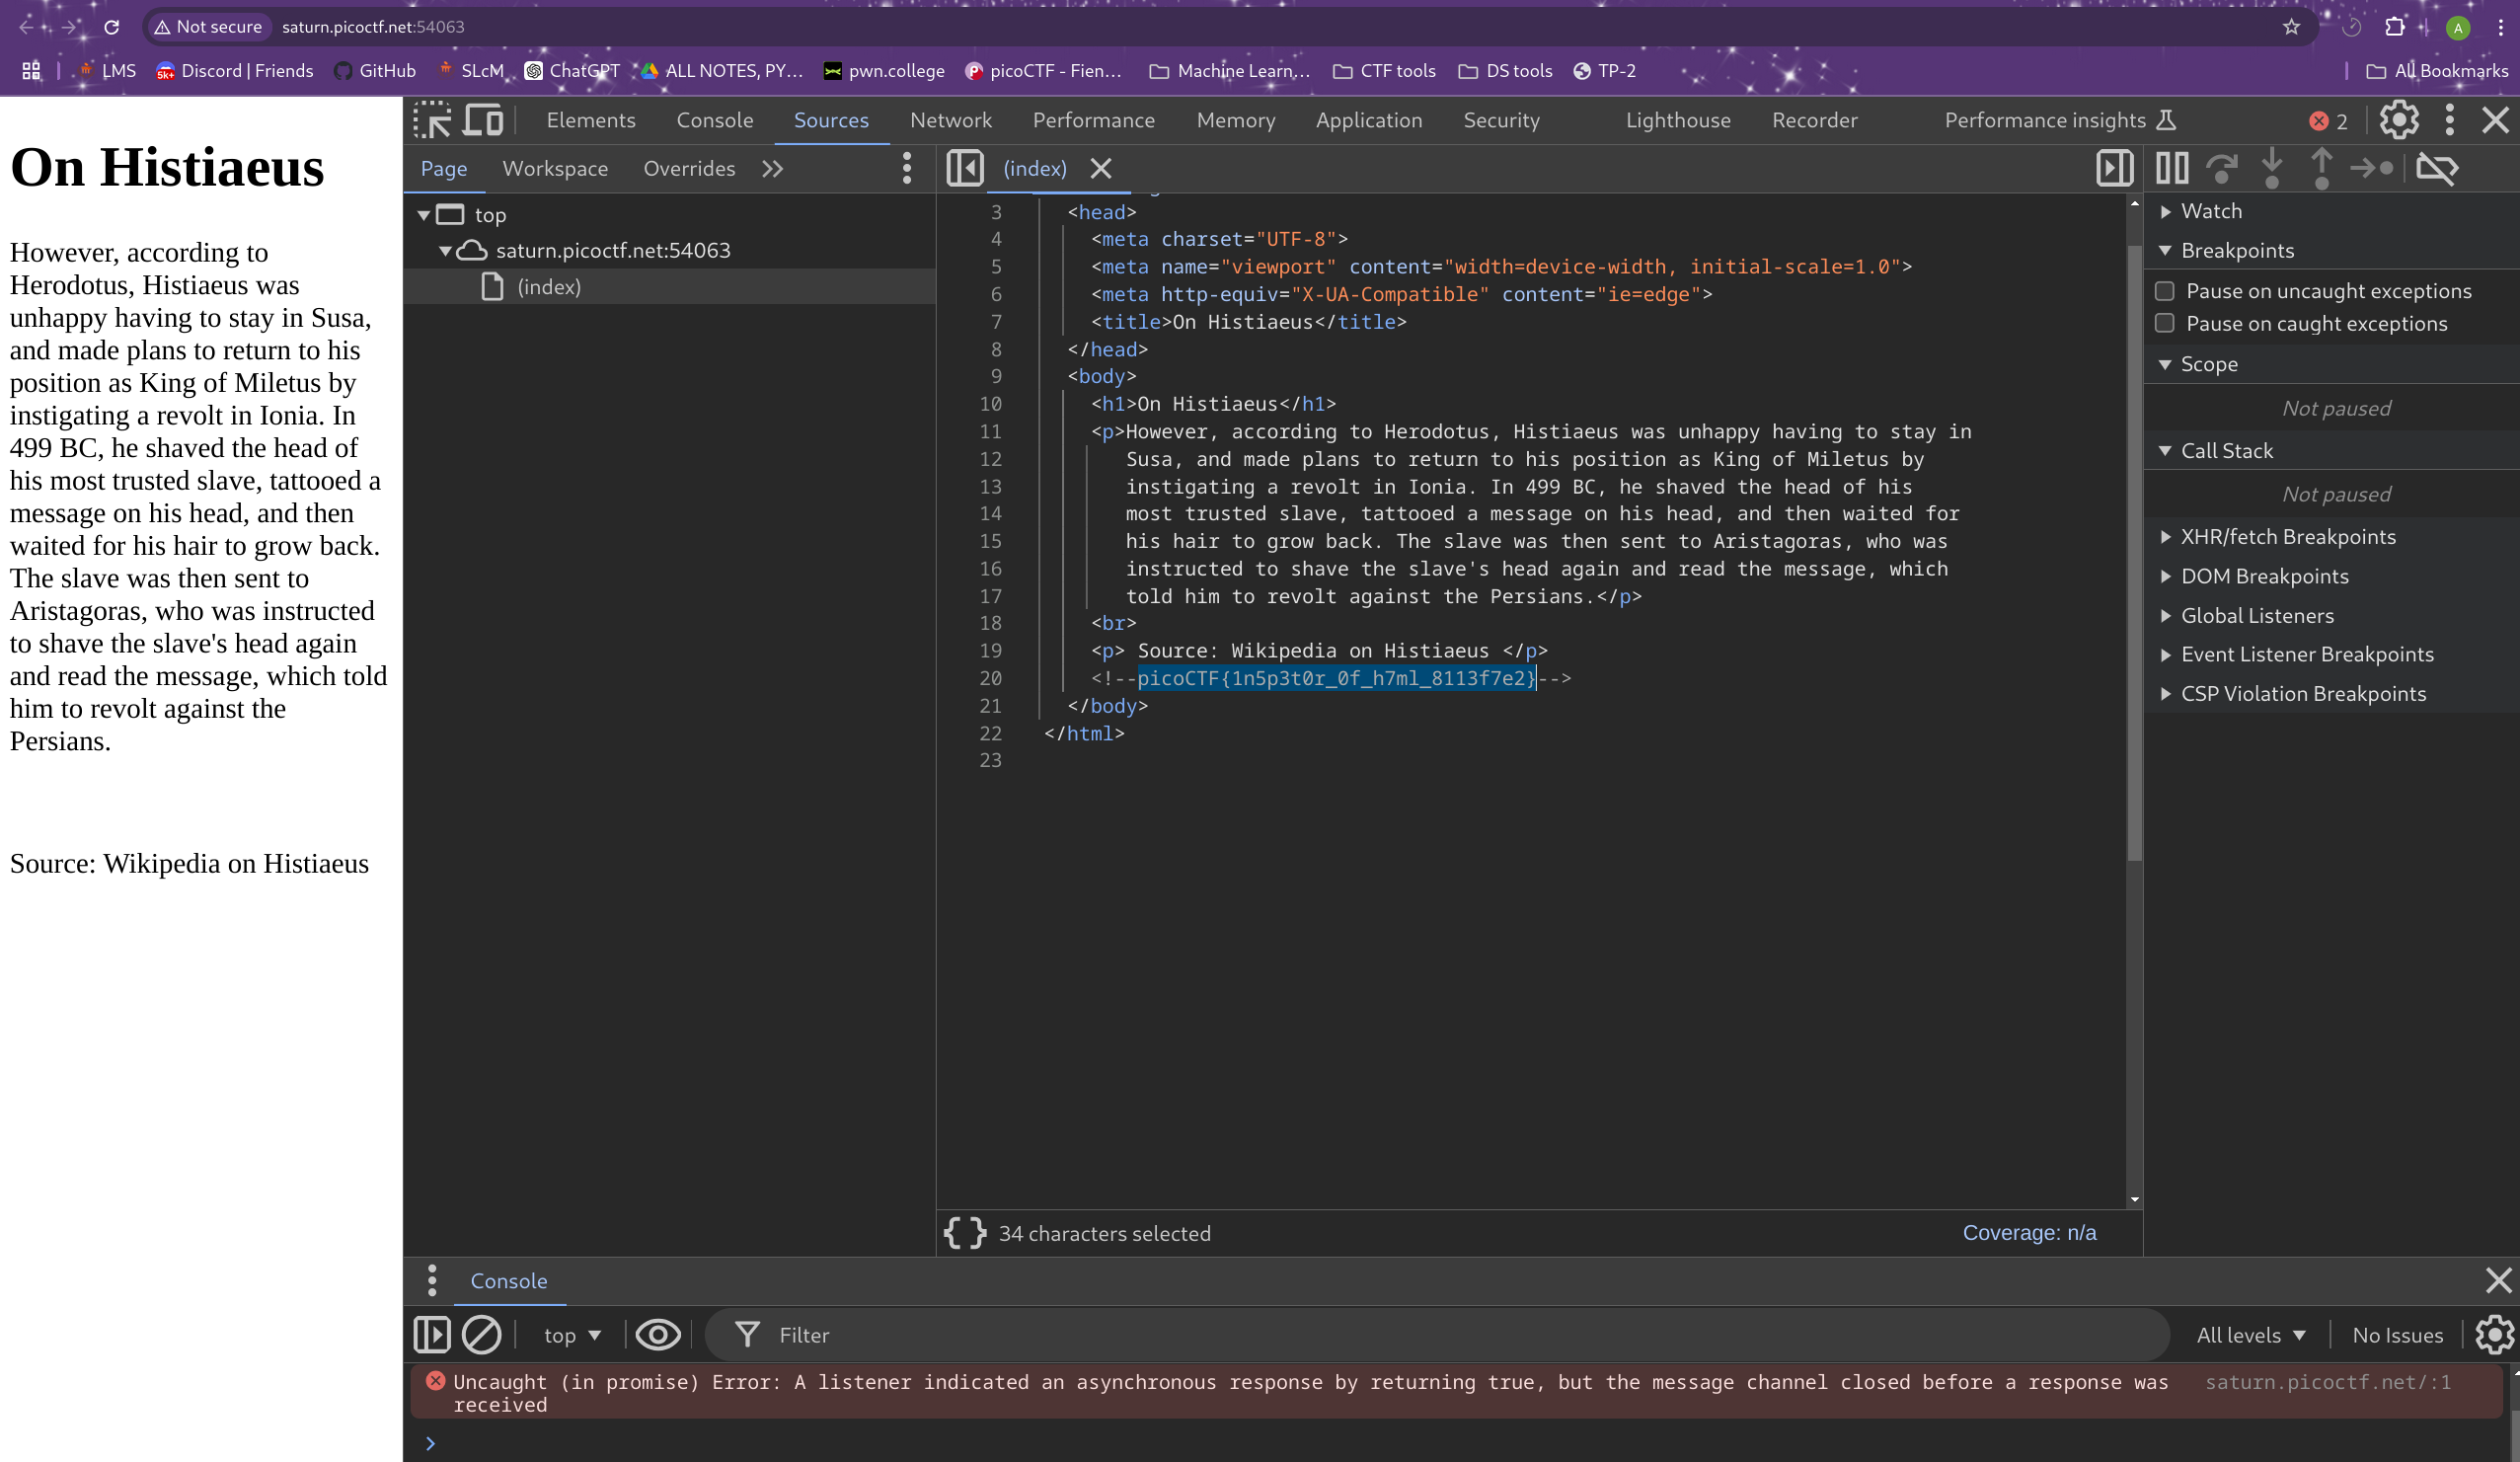 Not secure saturn.picoctf.net:54063
LMS Discord | Friends GitHub SLcM ChatGPT ALL NOTES, PY... pwn.college picoCTF - Fien... Machine Learn... CTF tools DS tools TP-2 All Bookmarks
On Histiaeus
However, according to
Herodotus, Histiaeus was
unhappy having to stay in Susa,
and made plans to return to his
position as King of Miletus by
instigating a revolt in Ionia. In
499 BC, he shaved the head of
his most trusted slave, tattooed a
message on his head, and then
waited for his hair to grow back.
The slave was then sent to
Aristagoras, who was instructed
to shave the slave's head again
and read the message, which told
him to revolt against the
Persians.
Source: Wikipedia on Histiaeus
Elements Console Sources Network Performance Memory Application Security Lighthouse Recorder Performance insights 2
Page Workspace Overrides
top
saturn.picoctf.net:54063
(index)
(index)
3 <head>
4 <meta charset="UTF-8">
5 <meta name="viewport" content="width=device-width, initial-scale=1.0">
6 <meta http-equiv="X-UA-Compatible" content="ie=edge">
7 <title>On Histiaeus</title>
8 </head>
9 <body>
10 <h1>On Histiaeus</h1>
11 <p>However, according to Herodotus, Histiaeus was unhappy having to stay in
12 Susa, and made plans to return to his position as King of Miletus by
13 instigating a revolt in Ionia. In 499 BC, he shaved the head of his
14 most trusted slave, tattooed a message on his head, and then waited for
15 his hair to grow back. The slave was then sent to Aristagoras, who was
16 instructed to shave the slave's head again and read the message, which
17 told him to revolt against the Persians.</p>
18 <br>
19 <p> Source: Wikipedia on Histiaeus </p>
20 <!--picoCTF{1n5p3t0r_0f_h7ml_8113f7e2}-->
21 </body>
22 </html>
23
34 characters selected Coverage: n/a
Watch
Breakpoints
Pause on uncaught exceptions
Pause on caught exceptions
Scope
Not paused
Call Stack
Not paused
XHR/fetch Breakpoints
DOM Breakpoints
Global Listeners
Event Listener Breakpoints
CSP Violation Breakpoints
Console
top Filter All levels No Issues
Uncaught (in promise) Error: A listener indicated an asynchronous response by returning true, but the message channel closed before a response was saturn.picoctf.net/:1
received